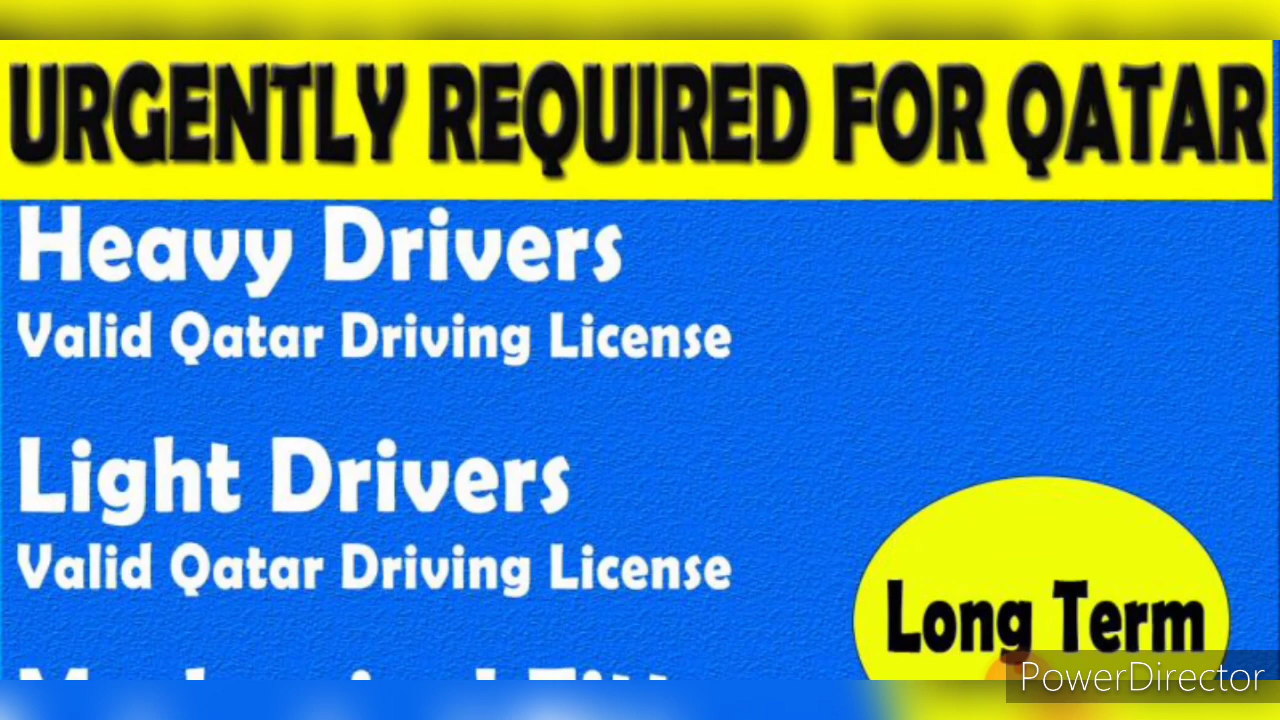 URGENTLY REQUIRED FOR QATAR
Heavy Drivers
Valid Qatar Driving License
Light Drivers
Valid Qatar Driving License
Long Term
PowerDirector